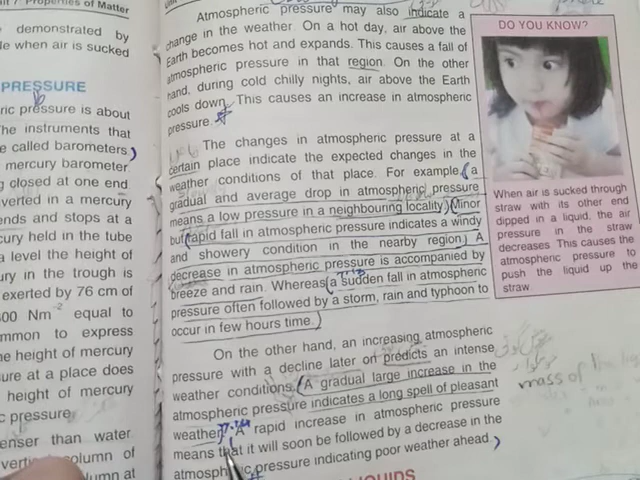 7 Properties of Matter
demonstrated by
le when air is sucked
PRESSURE
ric pressure is about
The instruments that
e called barometers
mercury barometer.
g closed at one end
verted in a mercury
ends and stops at a
cury held in the tube
a level the height of
ury in the trough is
exerted by 76 cm of
00 Nm-2 equal to
mmon to express
he height of mercury
ure at a place does
height of mercury
c pressure.
enser than water
column of
lumn at
Atmospheric pressure may also indicate a
change in the weather. On a hot day, air above the
Earth becomes hot and expands. This causes a fall of
atmospheric pressure in that region. On the other
hand, during cold chilly nights, air above the Earth
cools down. This causes an increase in atmospheric
pressure.
The changes in atmospheric pressure at a
certain place indicate the expected changes in the
weather conditions of that place. For example, a
gradual and average drop in atmospheric pressure
means a low pressure in a neighbouring locality. Minor
but rapid fall in atmospheric pressure indicates a windy
and showery condition in the nearby region. A
decrease in atmospheric pressure is accompanied by
breeze and rain. Whereas a sudden fall in atmospheric
pressure often followed by a storm, rain and typhoon to
occur in few hours time.
On the other hand, an increasing atmospheric
pressure with a decline later on predicts an intense
weather conditions. A gradual large increase in the
atmospheric pressure indicates a long spell of pleasant
weather. A rapid increase in atmospheric pressure
means that it will soon be followed by a decrease in the
atmospheric pressure indicating poor weather ahead.
LIQUIDS
DO YOU KNOW?
When air is sucked through
straw with its other end
dipped in a liquid, the air
pressure in the straw
decreases. This causes the
atmospheric pressure to
push the liquid up the
straw.
mass of the